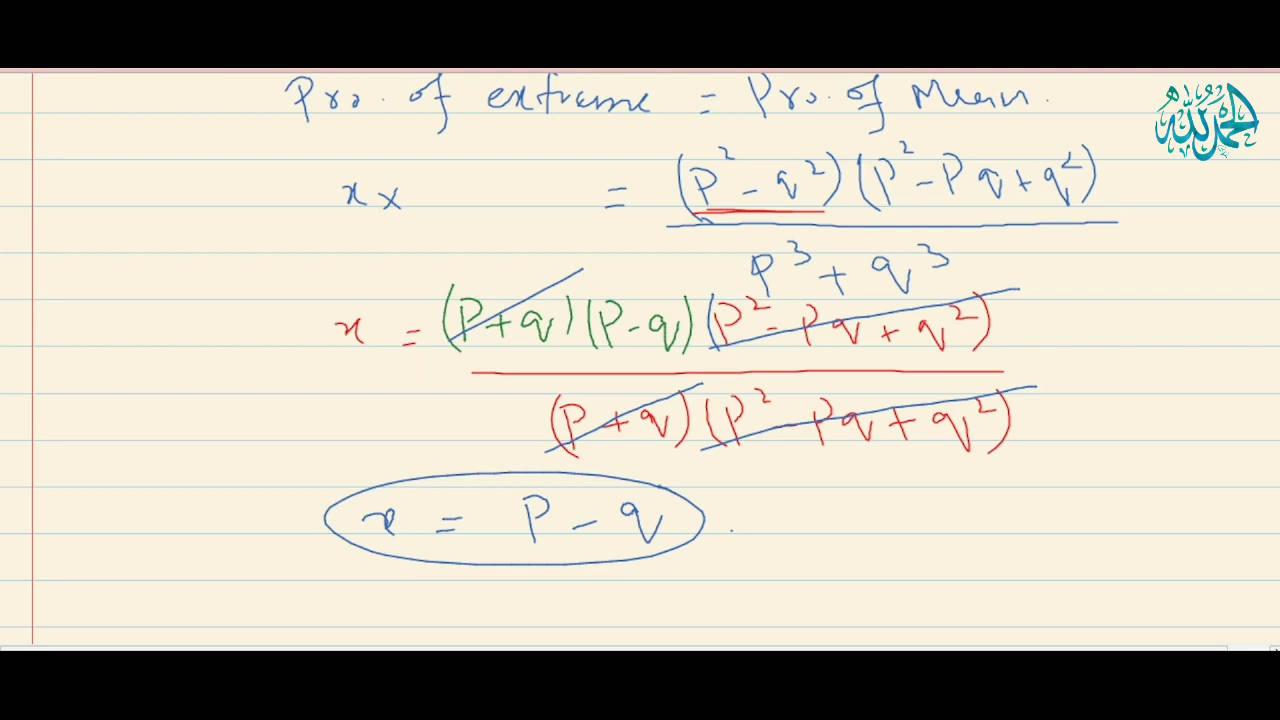 Pro. of extreme = Pro. of Mean.
الحمد لله
x × = (P² - q²)(P² - Pq + q²)
P³ + q³
x = (P + q)(P - q)(P² - Pq + q²)
(P + q)(P² - Pq + q²)
x = P - q .